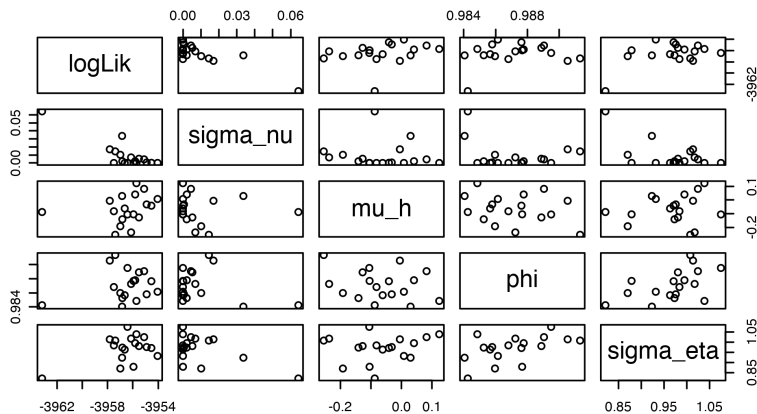 0.00 0.03 0.06
0.984 0.988
logLik
-3962
0.00 0.05
sigma_nu
mu_h
-0.2 0.1
0.984
phi
sigma_eta
0.85 1.05
-3962 -3958 -3954
-0.2 0.0 0.1
0.85 0.95 1.05